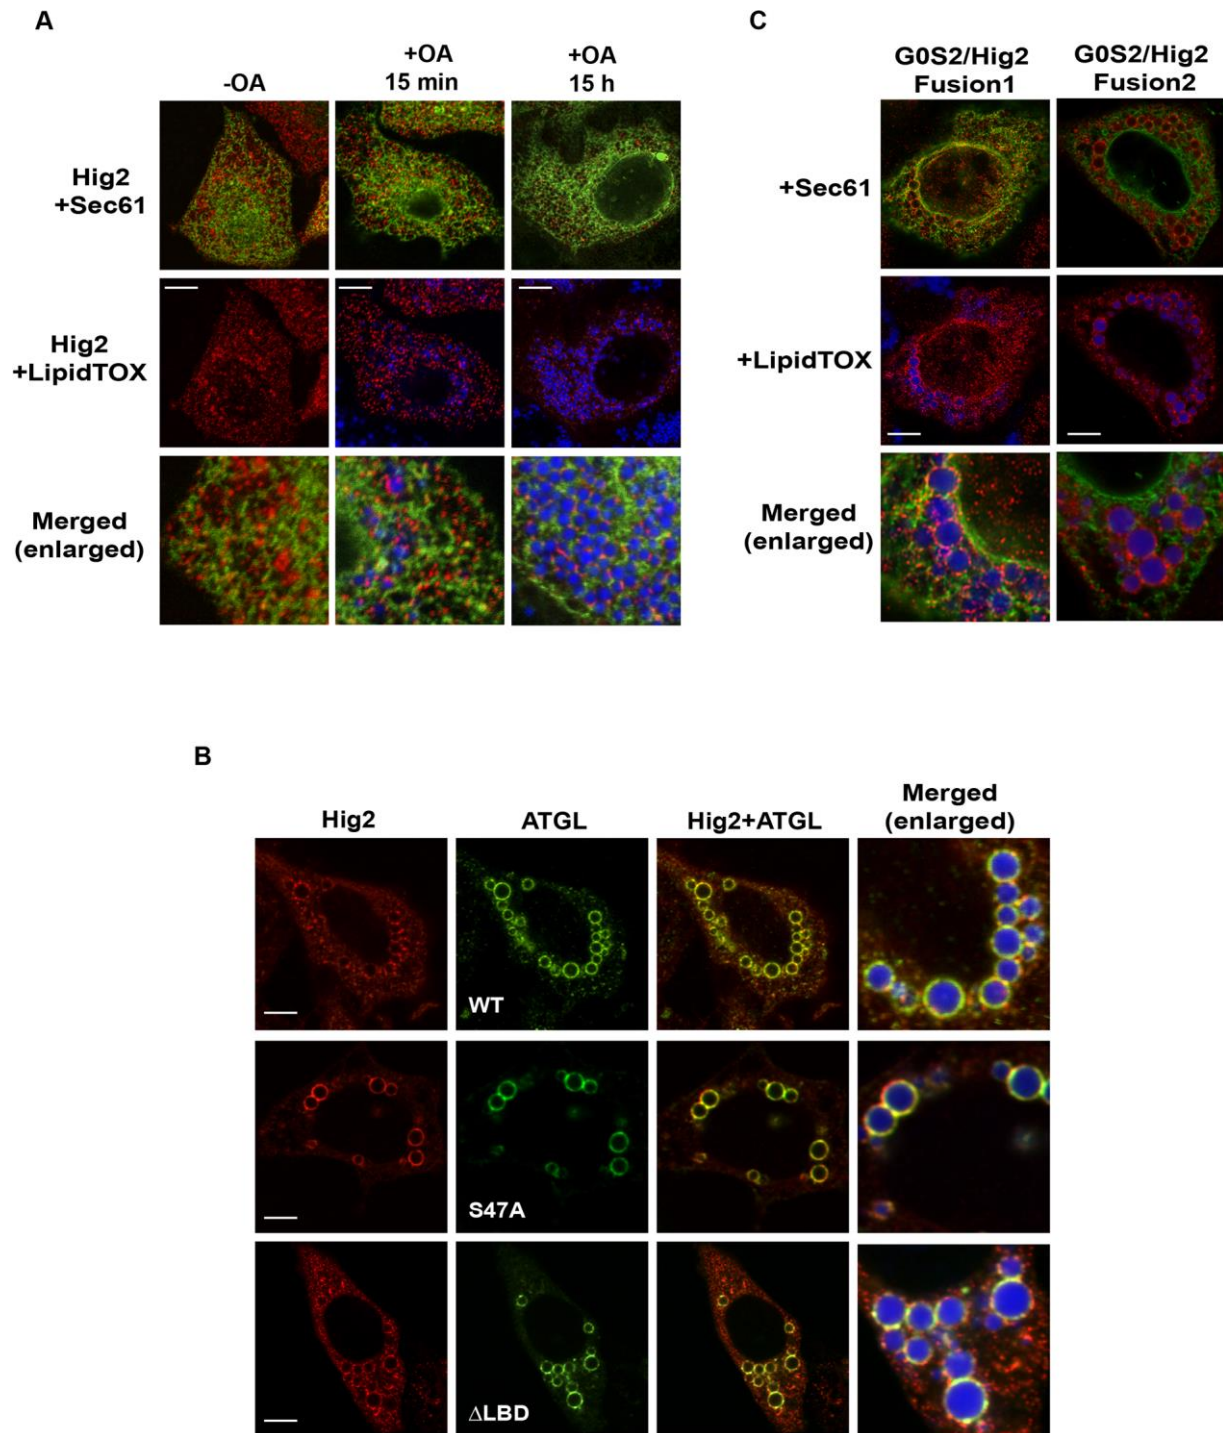 A
-OA
+OA
15 min
+OA
15 h
Hig2
+Sec61
Hig2
+LipidTOX
Merged
(enlarged)
C
G0S2/Hig2
Fusion1
G0S2/Hig2
Fusion2
+Sec61
+LipidTOX
Merged
(enlarged)
B
Hig2
ATGL
Hig2+ATGL
Merged
(enlarged)
WT
S47A
ΔLBD